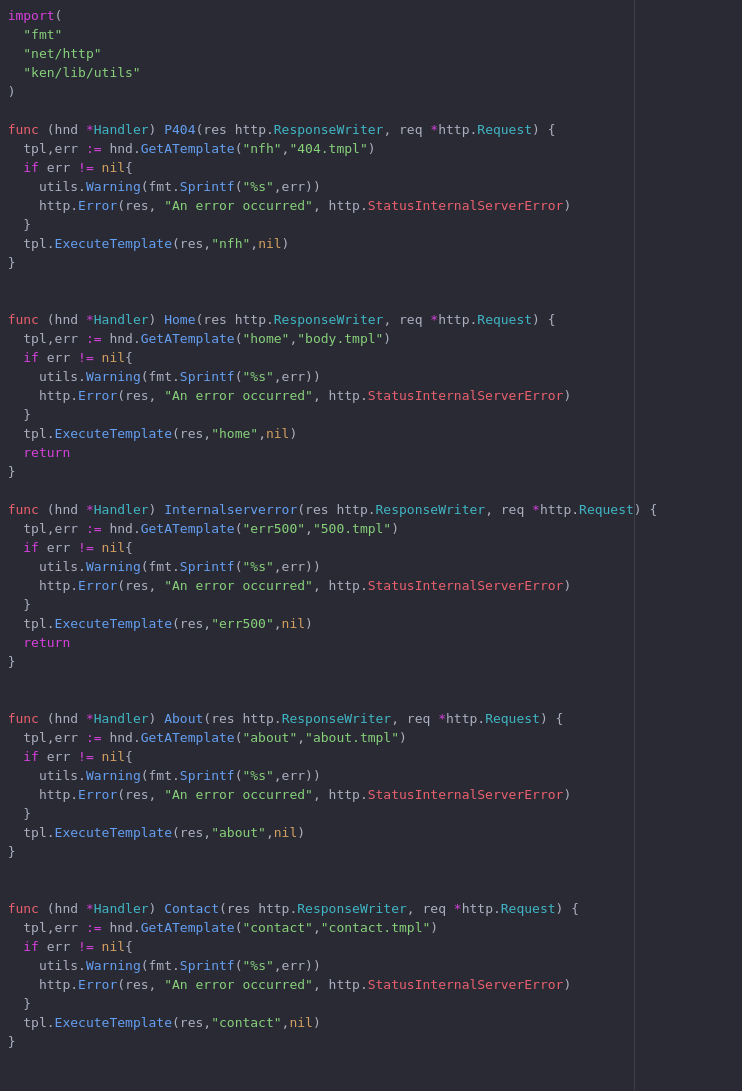 import(
  "fmt"
  "net/http"
  "ken/lib/utils"
)

func (hnd *Handler) P404(res http.ResponseWriter, req *http.Request) {
  tpl,err := hnd.GetATemplate("nfh","404.tmpl")
  if err != nil{
    utils.Warning(fmt.Sprintf("%s",err))
    http.Error(res, "An error occurred", http.StatusInternalServerError)
  }
  tpl.ExecuteTemplate(res,"nfh",nil)
}


func (hnd *Handler) Home(res http.ResponseWriter, req *http.Request) {
  tpl,err := hnd.GetATemplate("home","body.tmpl")
  if err != nil{
    utils.Warning(fmt.Sprintf("%s",err))
    http.Error(res, "An error occurred", http.StatusInternalServerError)
  }
  tpl.ExecuteTemplate(res,"home",nil)
  return
}

func (hnd *Handler) Internalserverror(res http.ResponseWriter, req *http.Request) {
  tpl,err := hnd.GetATemplate("err500","500.tmpl")
  if err != nil{
    utils.Warning(fmt.Sprintf("%s",err))
    http.Error(res, "An error occurred", http.StatusInternalServerError)
  }
  tpl.ExecuteTemplate(res,"err500",nil)
  return
}


func (hnd *Handler) About(res http.ResponseWriter, req *http.Request) {
  tpl,err := hnd.GetATemplate("about","about.tmpl")
  if err != nil{
    utils.Warning(fmt.Sprintf("%s",err))
    http.Error(res, "An error occurred", http.StatusInternalServerError)
  }
  tpl.ExecuteTemplate(res,"about",nil)
}


func (hnd *Handler) Contact(res http.ResponseWriter, req *http.Request) {
  tpl,err := hnd.GetATemplate("contact","contact.tmpl")
  if err != nil{
    utils.Warning(fmt.Sprintf("%s",err))
    http.Error(res, "An error occurred", http.StatusInternalServerError)
  }
  tpl.ExecuteTemplate(res,"contact",nil)
}